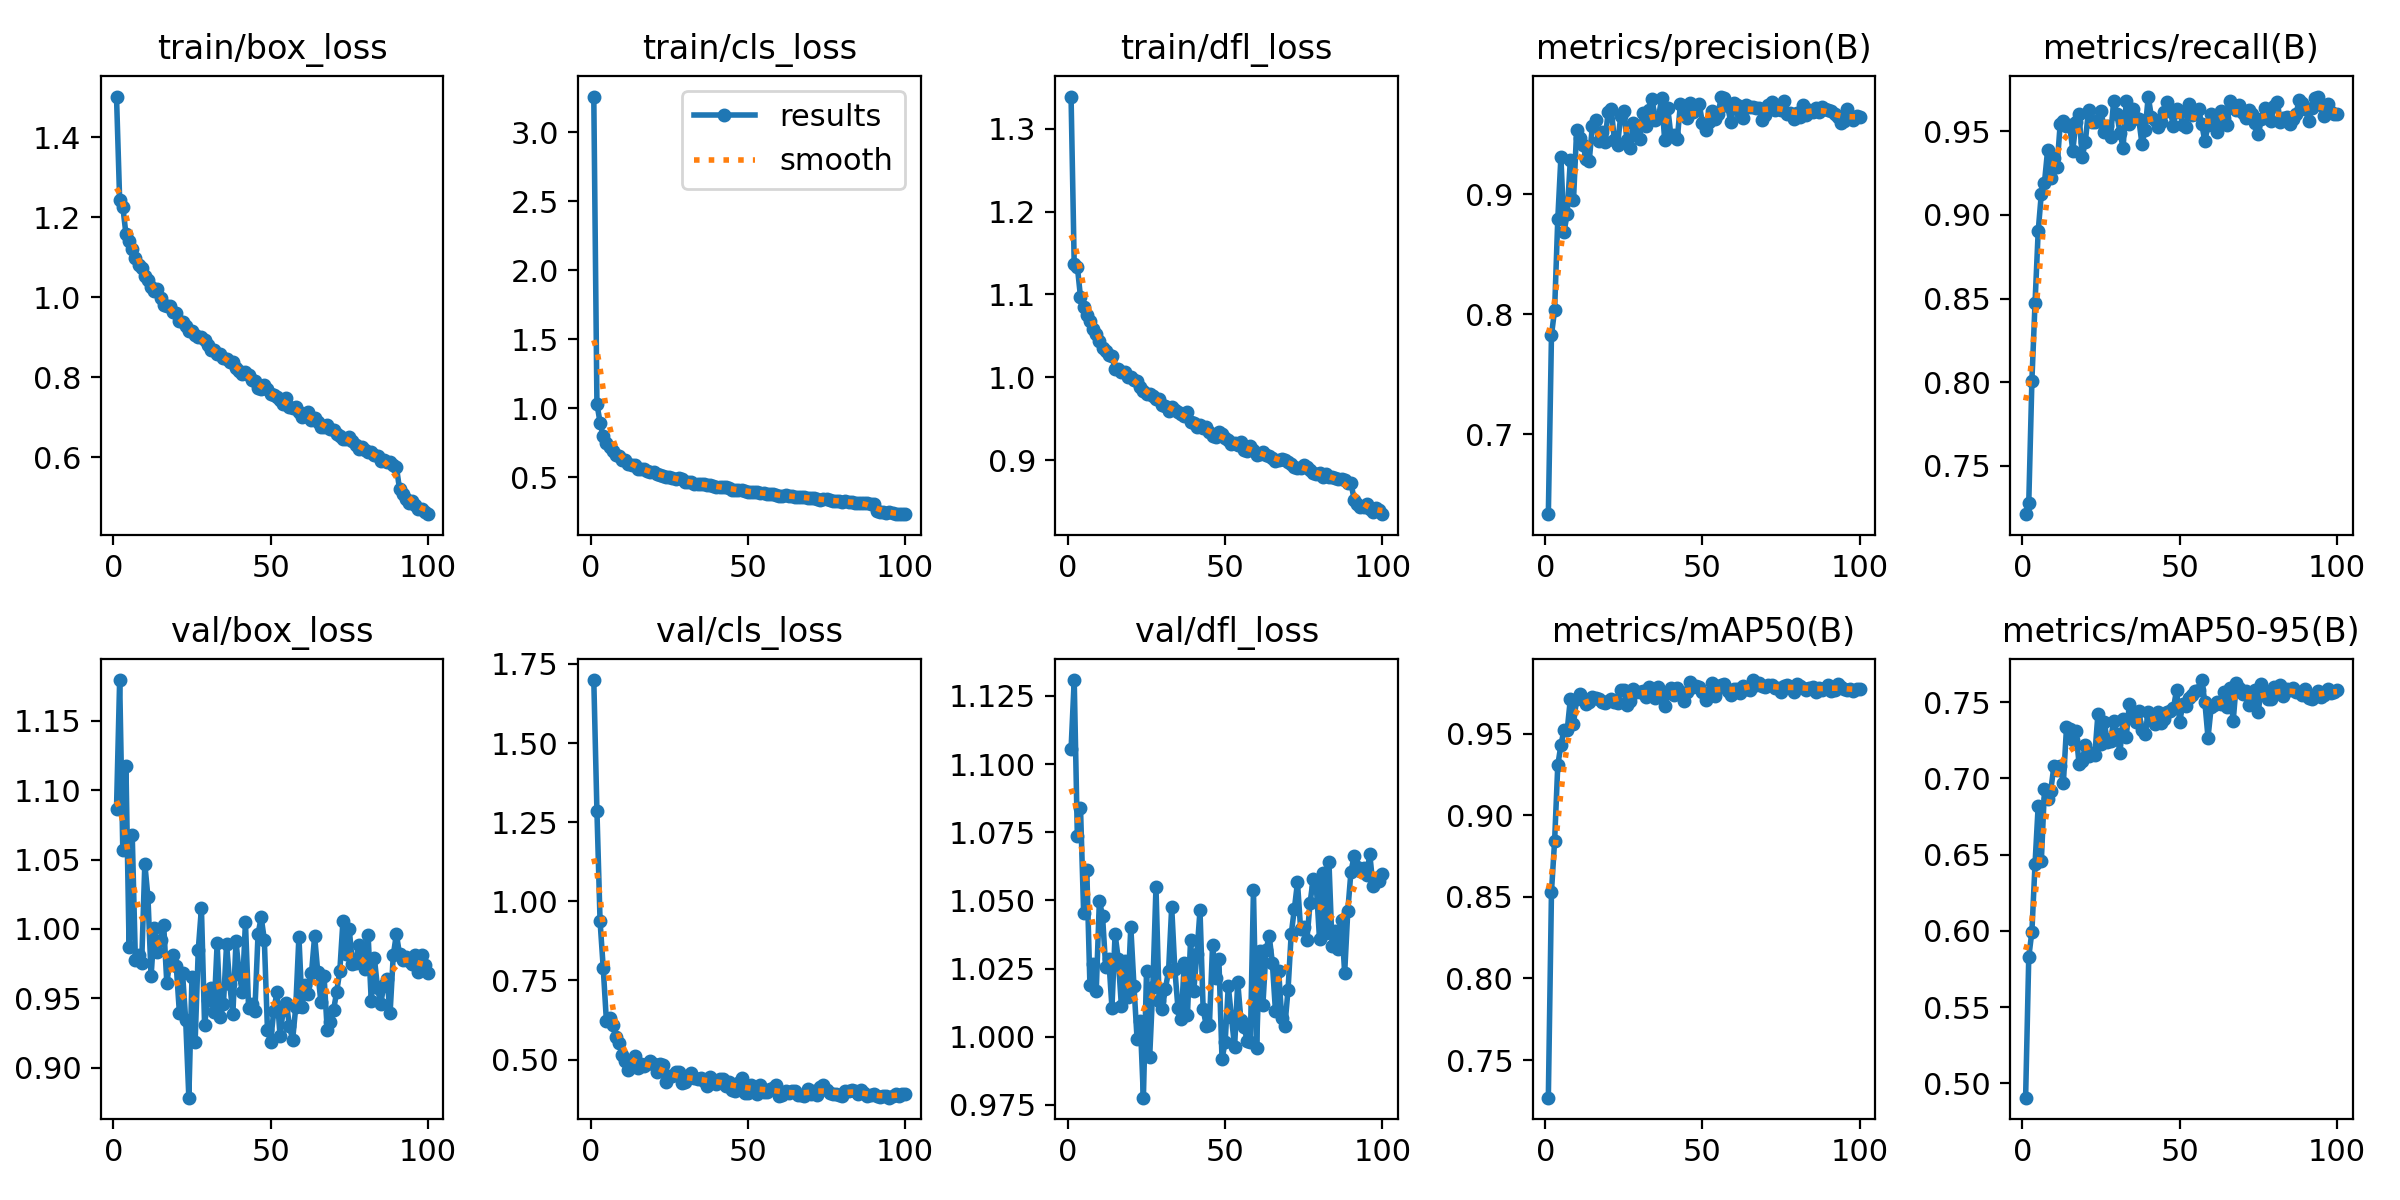 train/box_loss
1.4
1.2
1.0
0.8
0.6
0 50 100
train/cls_loss
results
smooth
3.0
2.5
2.0
1.5
1.0
0.5
0 50 100
train/dfl_loss
1.3
1.2
1.1
1.0
0.9
0 50 100
metrics/precision(B)
0.9
0.8
0.7
0 50 100
metrics/recall(B)
0.95
0.90
0.85
0.80
0.75
0 50 100
val/box_loss
1.15
1.10
1.05
1.00
0.95
0.90
0 50 100
val/cls_loss
1.75
1.50
1.25
1.00
0.75
0.50
0 50 100
val/dfl_loss
1.125
1.100
1.075
1.050
1.025
1.000
0.975
0 50 100
metrics/mAP50(B)
0.95
0.90
0.85
0.80
0.75
0 50 100
metrics/mAP50-95(B)
0.75
0.70
0.65
0.60
0.55
0.50
0 50 100